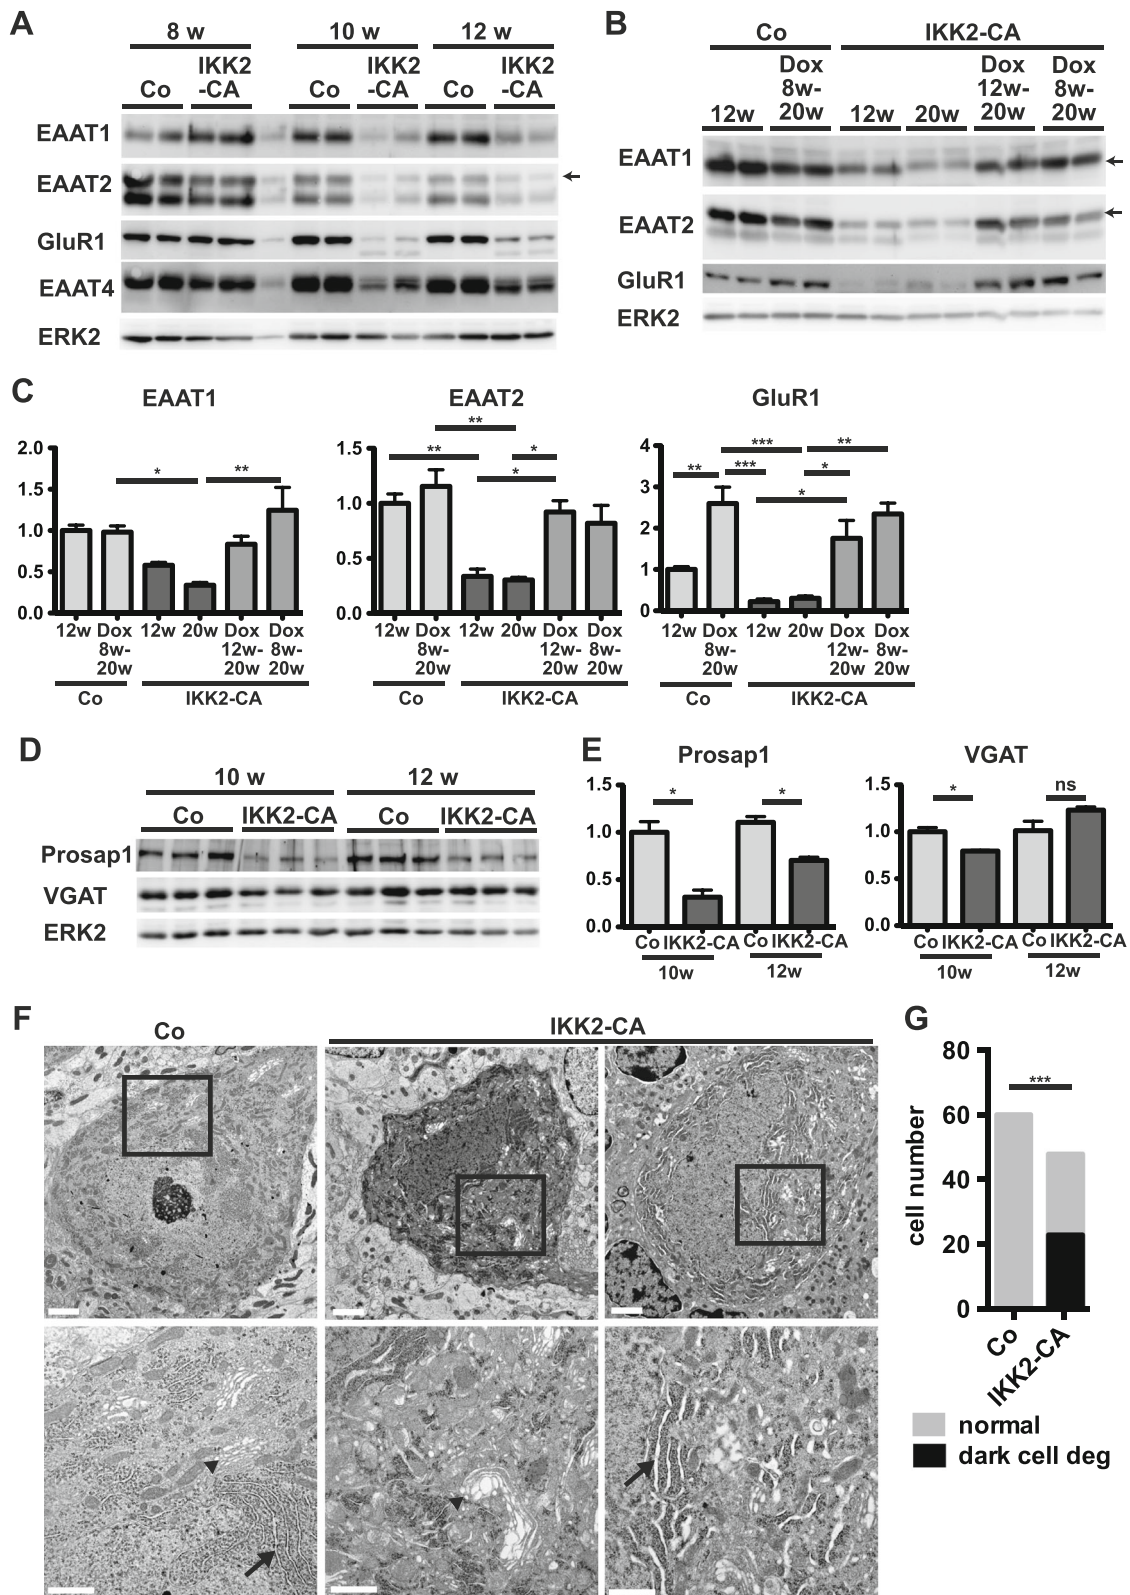 A
8 w
10 w
12 w
Co
IKK2
-CA
Co
IKK2
-CA
Co
IKK2
-CA
EAAT1
EAAT2
GluR1
EAAT4
ERK2
B
Co
IKK2-CA
12w
Dox
8w-
20w
12w
20w
Dox
12w-
20w
Dox
8w-
20w
EAAT1
EAAT2
GluR1
ERK2
C
EAAT1
2.0
1.5
1.0
0.5
0.0
*
**
12w
Dox
8w-
20w
12w
20w
Dox
12w-
20w
Dox
8w-
20w
Co
IKK2-CA
EAAT2
1.5
1.0
0.5
0.0
**
**
*
*
12w
Dox
8w-
20w
12w
20w
Dox
12w-
20w
Dox
8w-
20w
Co
IKK2-CA
GluR1
4
3
2
1
0
***
**
**
***
*
*
12w
Dox
8w-
20w
12w
20w
Dox
12w-
20w
Dox
8w-
20w
Co
IKK2-CA
D
10 w
12 w
Co
IKK2-CA
Co
IKK2-CA
Prosap1
VGAT
ERK2
E
Prosap1
1.5
1.0
0.5
0.0
*
*
Co IKK2-CA Co IKK2-CA
10w
12w
VGAT
1.5
1.0
0.5
0.0
*
ns
Co IKK2-CA Co IKK2-CA
10w
12w
F
Co
IKK2-CA
G
80
60
40
20
0
cell number
***
Co
IKK2-CA
normal
dark cell deg